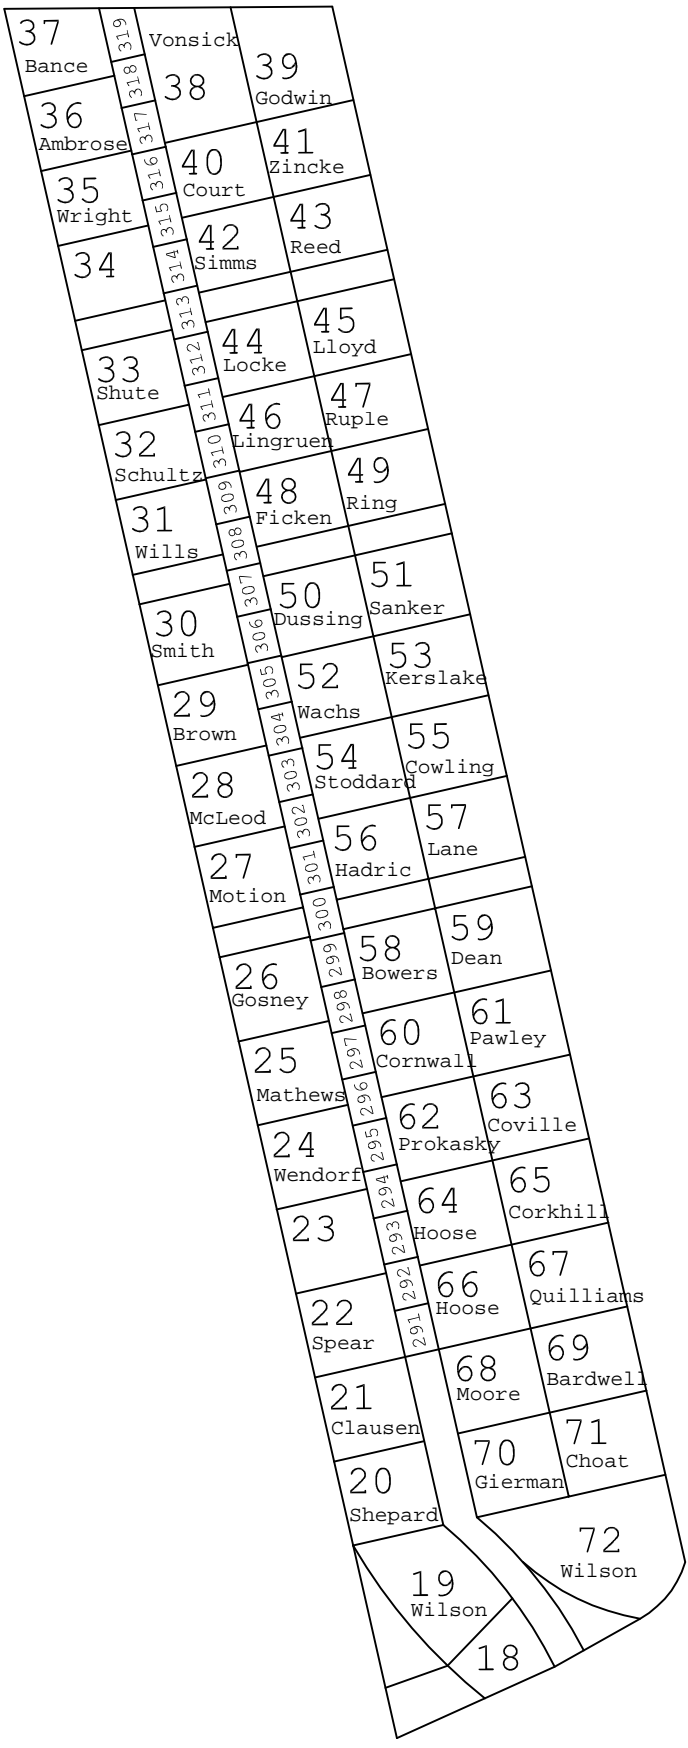 37
Bance
319
Vonsick
38
39
Godwin
318
36
Ambrose
317
40
Court
41
Zincke
316
35
Wright
315
42
Simms
43
Reed
34
314
313
44
Locke
45
Lloyd
33
Shute
312
311
46
Lingruen
47
Ruple
32
Schultz
310
309
48
Ficken
49
Ring
31
Wills
308
307
50
Dussing
51
Sanker
30
Smith
306
305
52
Wachs
53
Kerslake
29
Brown
304
303
54
Stoddard
55
Cowling
28
McLeod
302
56
Hadric
57
Lane
27
Motion
301
300
58
Bowers
59
Dean
26
Gosney
299
298
60
Cornwall
61
Pawley
25
Mathews
297
296
62
Prokasky
63
Coville
24
Wendorf
295
294
64
Hoose
65
Corkhill
23
293
292
66
Hoose
67
Quilliams
22
Spear
291
68
Moore
69
Bardwell
21
Clausen
70
Gierman
71
Choat
20
Shepard
72
Wilson
19
Wilson
18